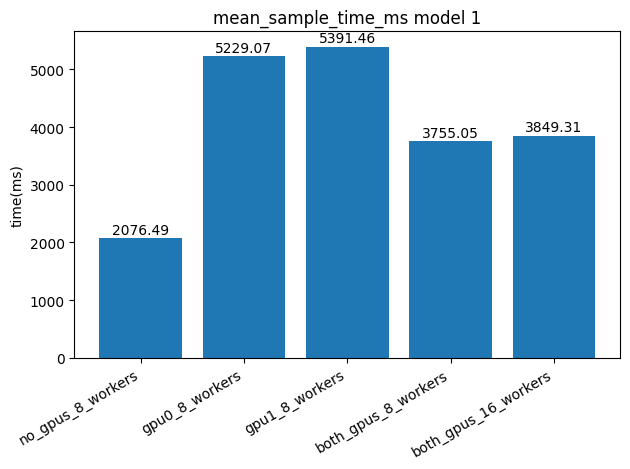 mean_sample_time_ms model 1
time(ms)
5000
4000
3000
2000
1000
0
2076.49
5229.07
5391.46
3755.05
3849.31
no_gpus_8_workers
gpu0_8_workers
gpu1_8_workers
both_gpus_8_workers
both_gpus_16_workers